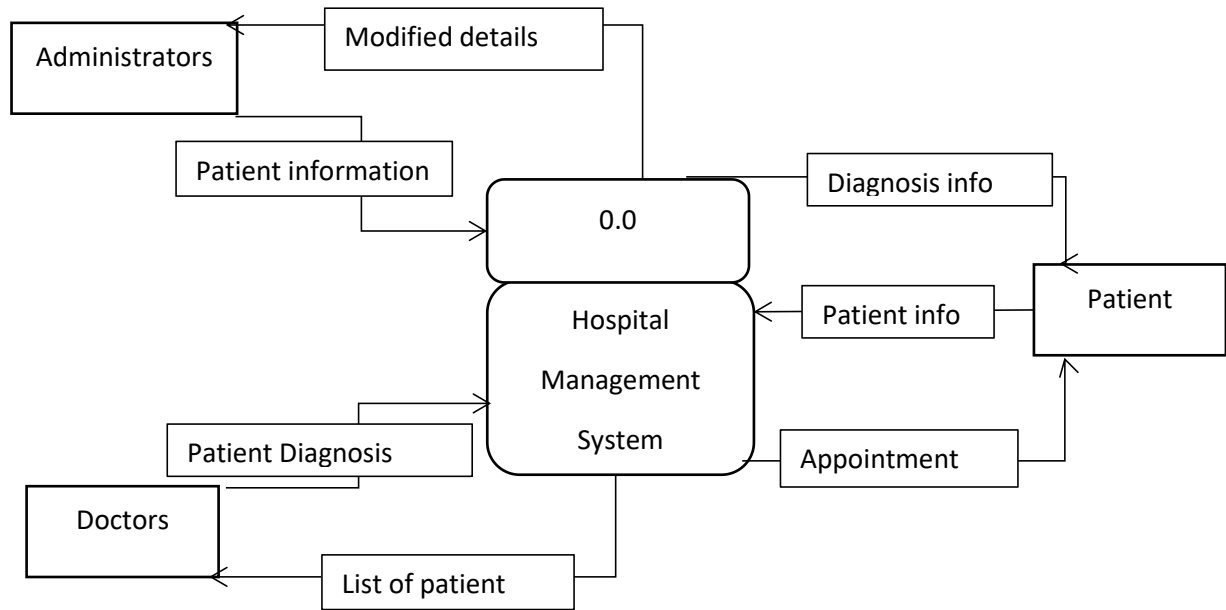 Modified details
Administrators
Patient information
Diagnosis info
0.0
Patient
Hospital
Patient info
Management
System
Patient Diagnosis
Appointment
Doctors
List of patient